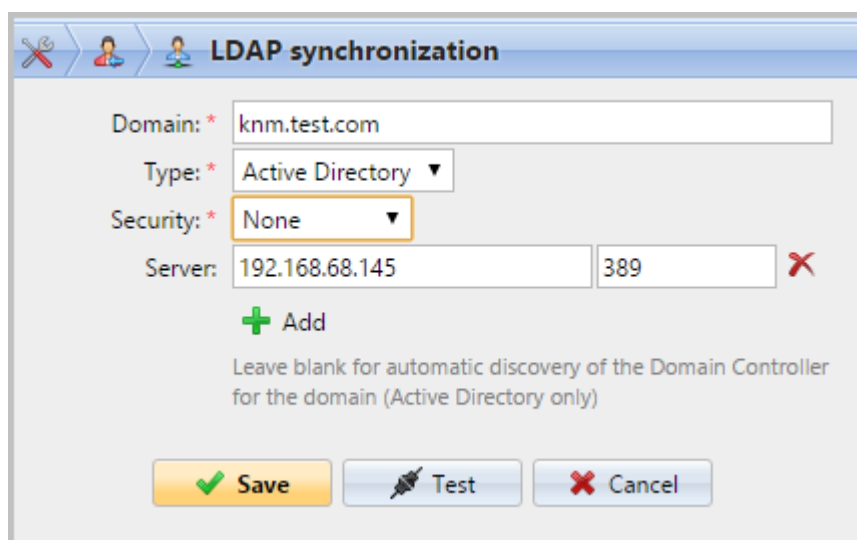 LDAP synchronization
Domain: * knm.test.com
Type: * Active Directory
Security: * None
Server: 192.168.68.145 389
Add
Leave blank for automatic discovery of the Domain Controller
for the domain (Active Directory only)
Save Test Cancel